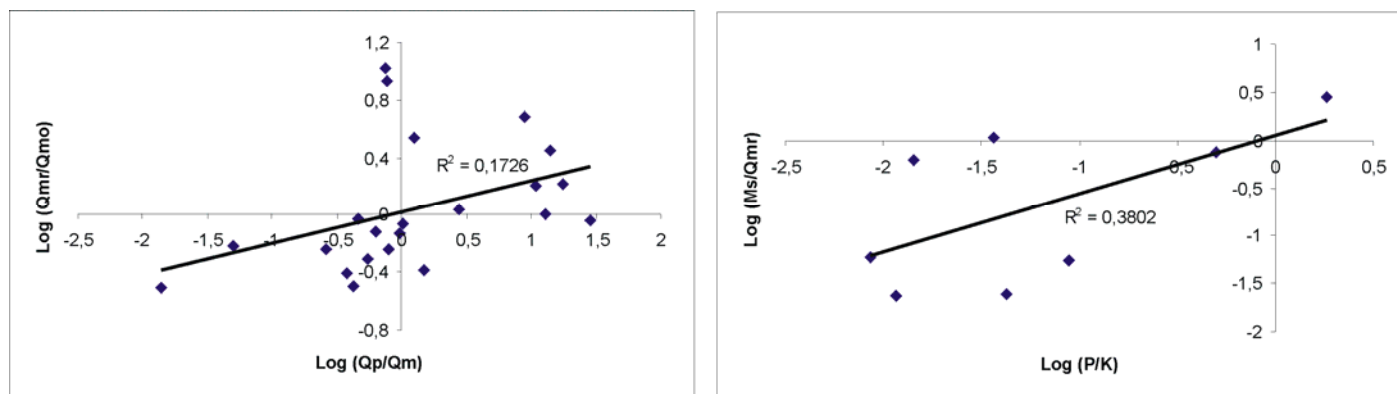 1,2
0,8
0,4
0
-0,4
-0,8
-2,5 -2 -1,5 -1 -0,5 0 0,5 1 1,5 2
R² = 0,1726
Log (Qmr/Qmo)
Log (Qp/Qm)
1
0,5
0
-0,5
-1
-1,5
-2
-2,5 -2 -1,5 -1 -0,5 0 0,5
R² = 0,3802
Log (Ms/Qmr)
Log (P/K)